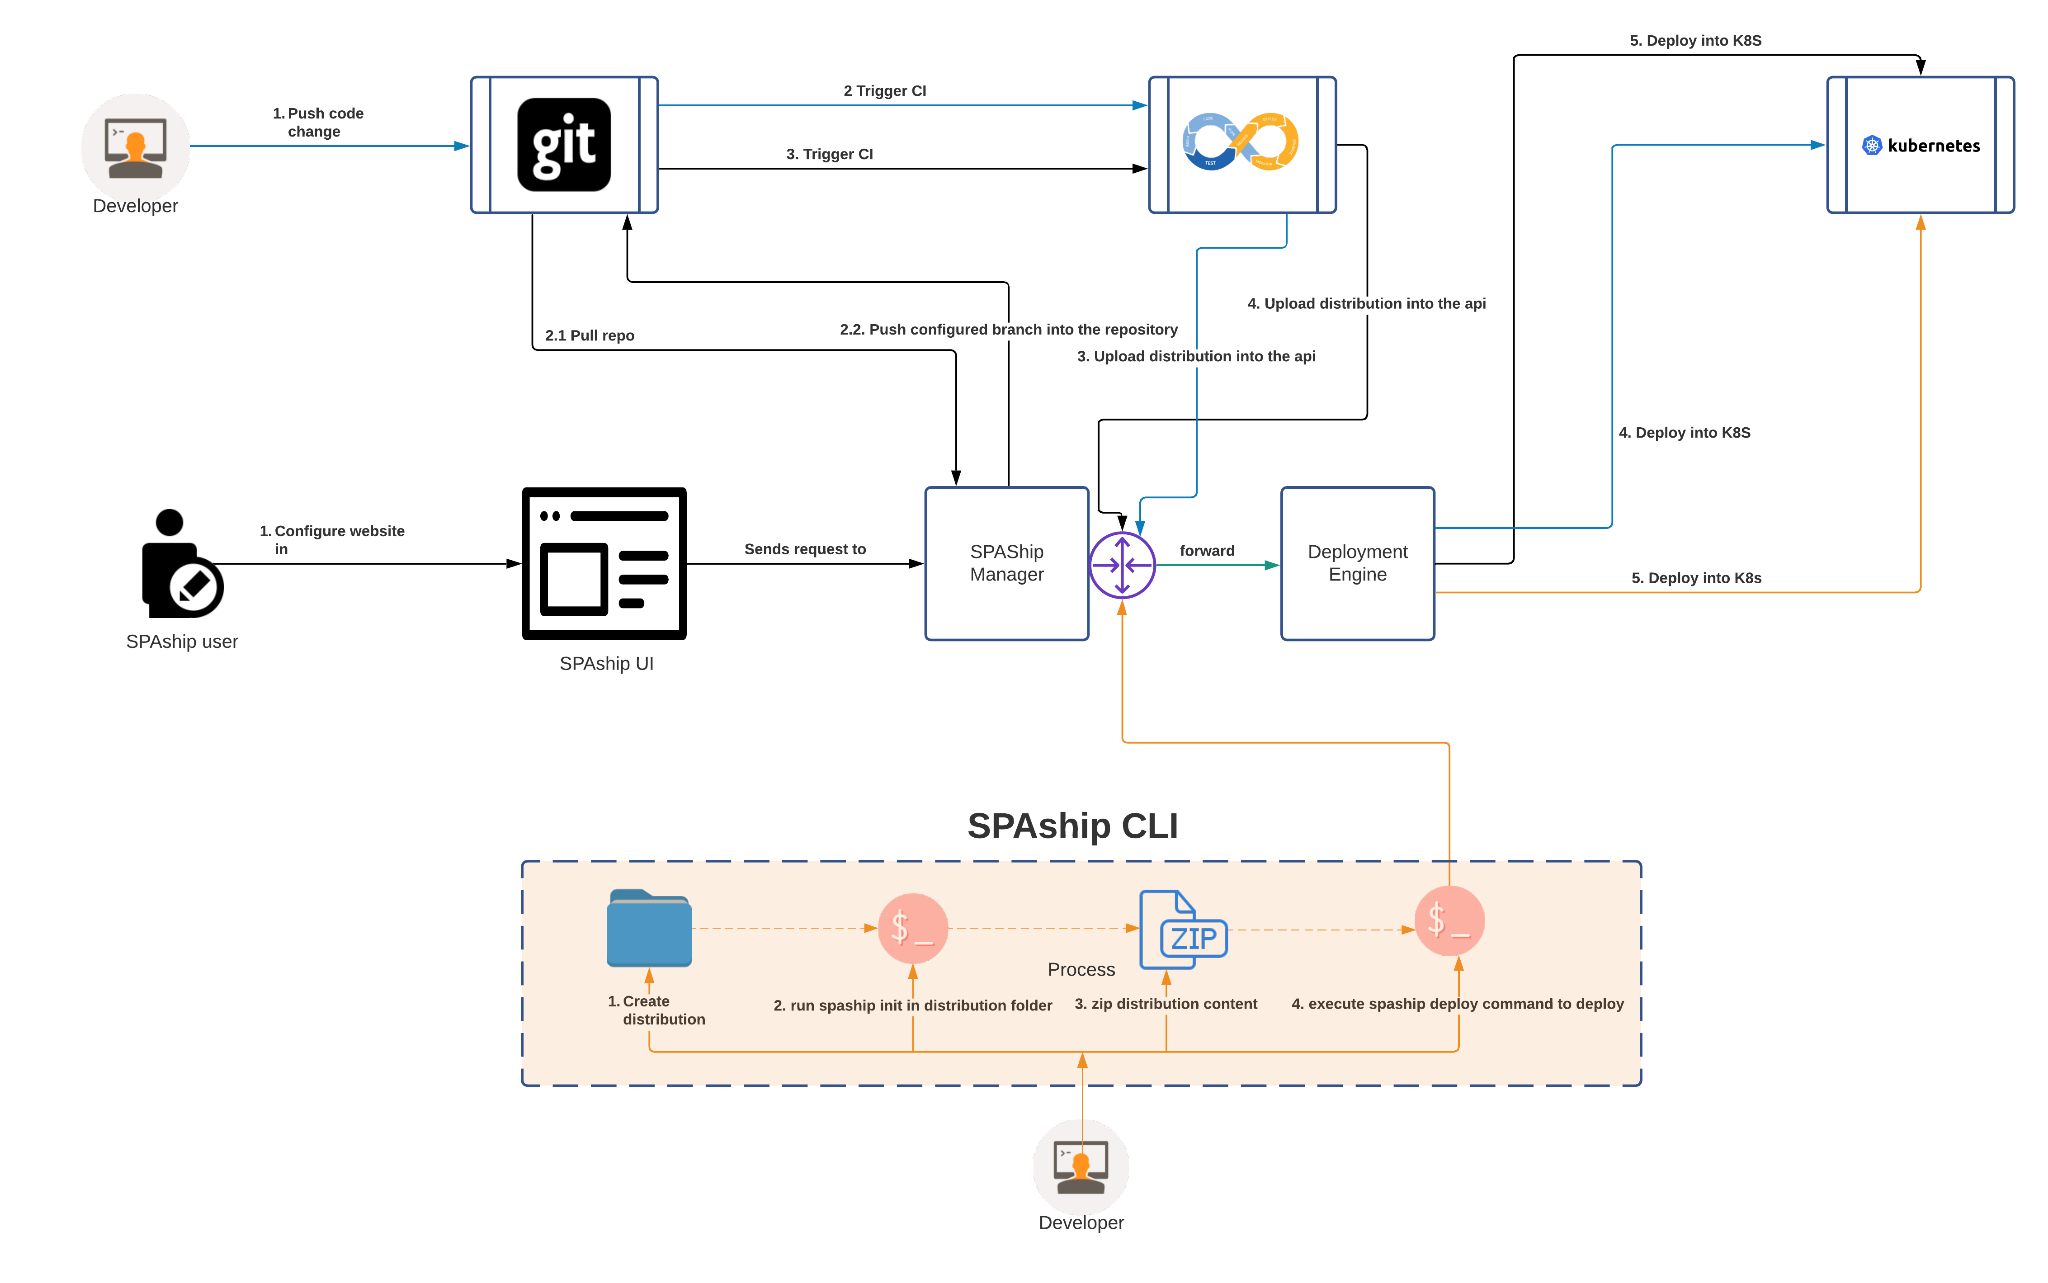 5. Deploy into K8S
2 Trigger CI
1. Push code
change
git
3. Trigger CI
TEST
kubernetes
Developer
4. Upload distribution into the api
2.2. Push configured branch into the repository
2.1 Pull repo
3. Upload distribution into the api
4. Deploy into K8S
1. Configure website
in
Sends request to
SPAShip
Manager
forward
Deployment
Engine
5. Deploy into K8s
SPAship user
SPAship UI
SPAship CLI
$_
ZIP
$_
Process
1. Create
distribution
2. run spaship init in distribution folder
3. zip distribution content
4. execute spaship deploy command to deploy
Developer